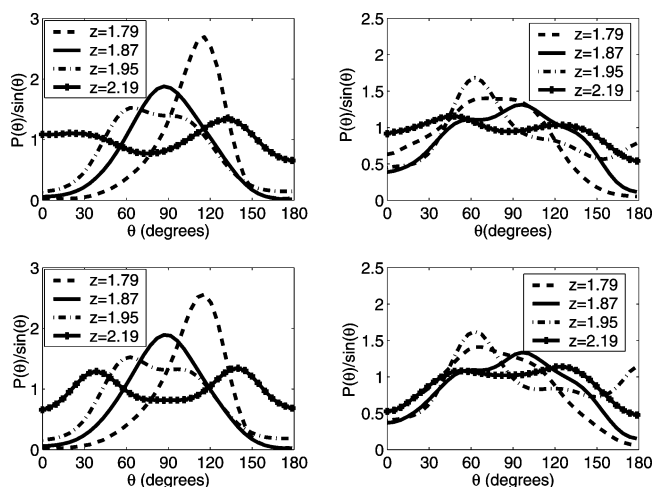 3
2
1
0
P(θ)/sin(θ)
z=1.79
z=1.87
z=1.95
z=2.19
0 30 60 90 120 150 180
θ (degrees)
2.5
2
1.5
1
0.5
0
P(θ)/sin(θ)
z=1.79
z=1.87
z=1.95
z=2.19
0 30 60 90 120 150 180
θ(degrees)
3
2
1
0
P(θ)/sin(θ)
z=1.79
z=1.87
z=1.95
z=2.19
0 30 60 90 120 150 180
θ (degrees)
2.5
2
1.5
1
0.5
0
P(θ)/sin(θ)
z=1.79
z=1.87
z=1.95
z=2.19
0 30 60 90 120 150 180
θ (degrees)